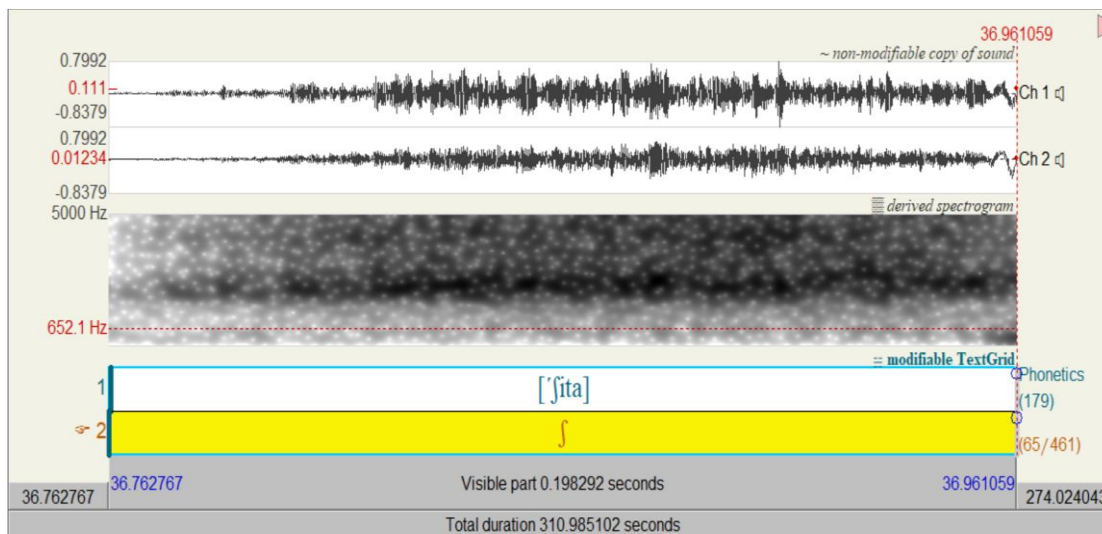 36.961059
~ non-modifiable copy of sound
0.7992
0.111
-0.8379
Ch 1
0.7992
0.01234
-0.8379
Ch 2
5000 Hz
derived spectrogram
652.1 Hz
modifiable TextGrid
1
[ˈʃita]
Phonetics
(179)
2
ʃ
(65/461)
36.762767
36.762767
Visible part 0.198292 seconds
36.961059
274.024043
Total duration 310.985102 seconds